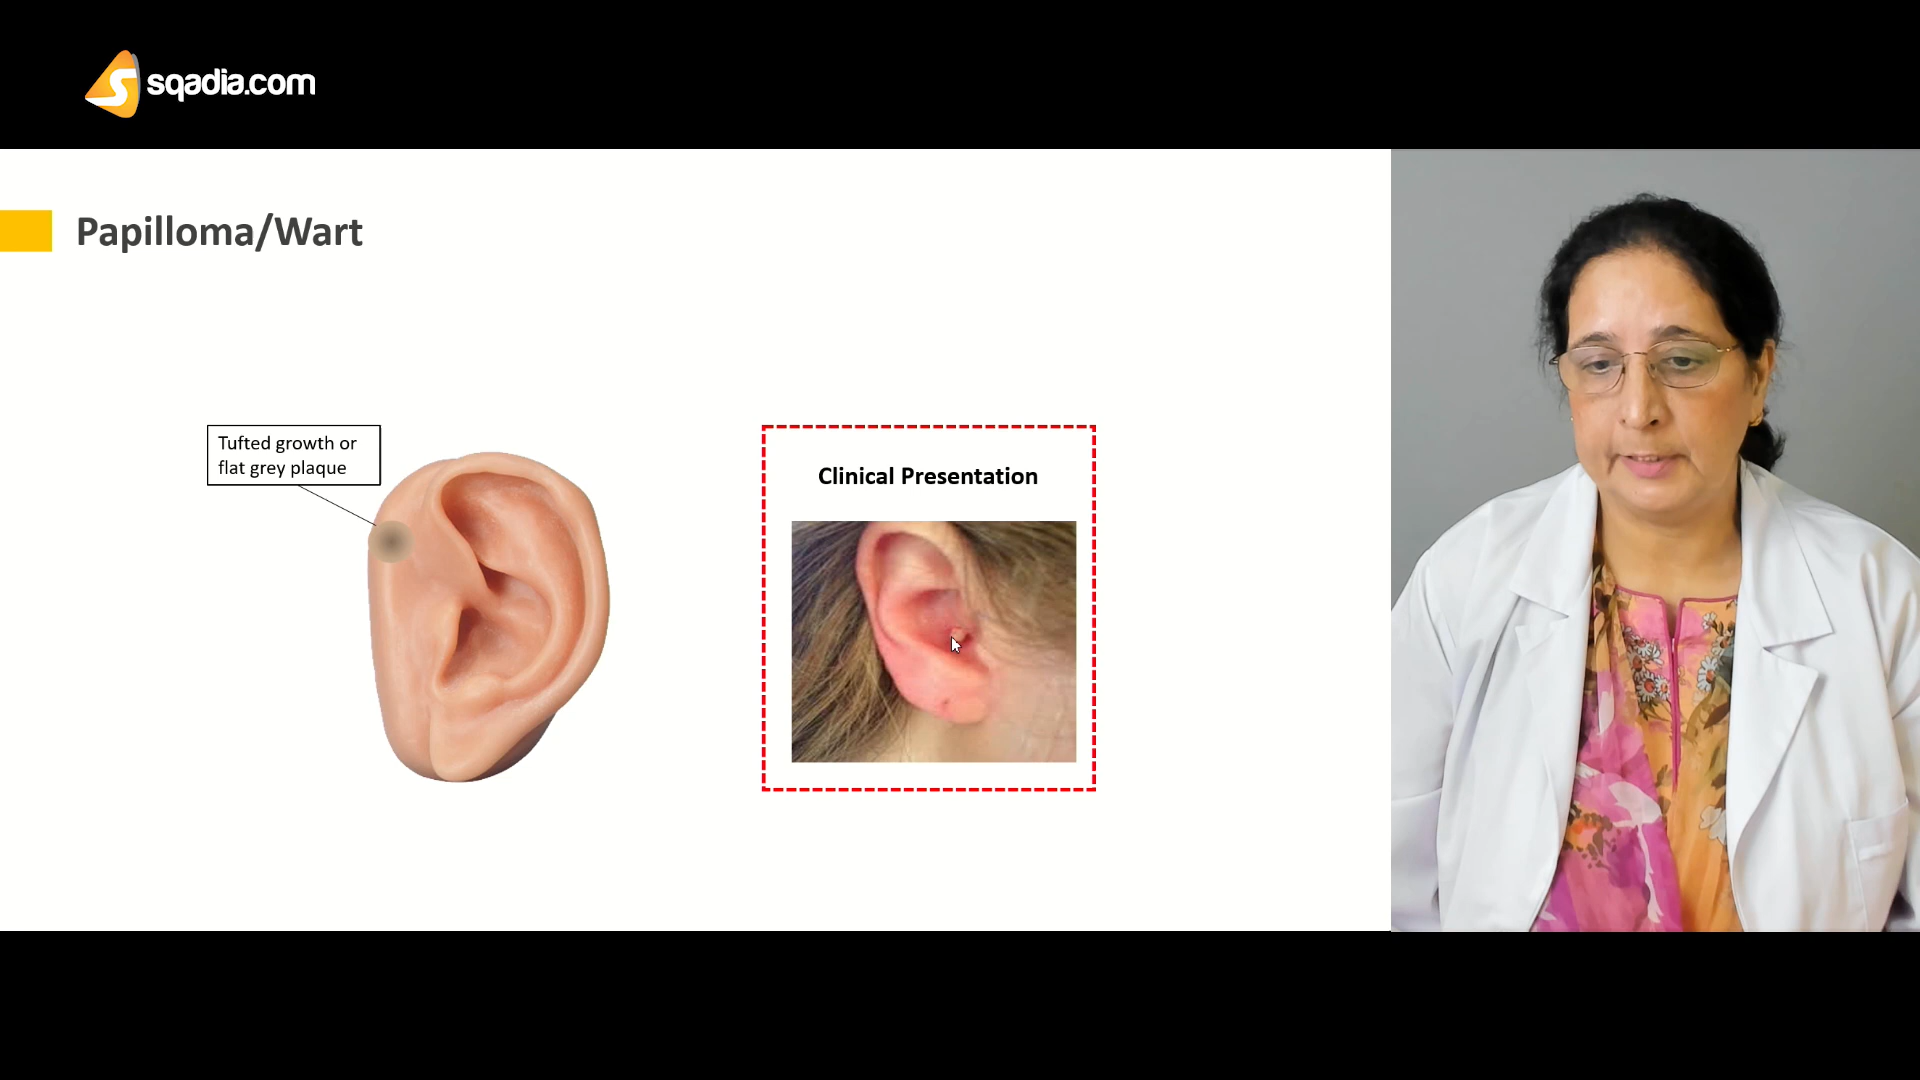 sqadia.com
Papilloma/Wart
Tufted growth or
flat grey plaque
Clinical Presentation